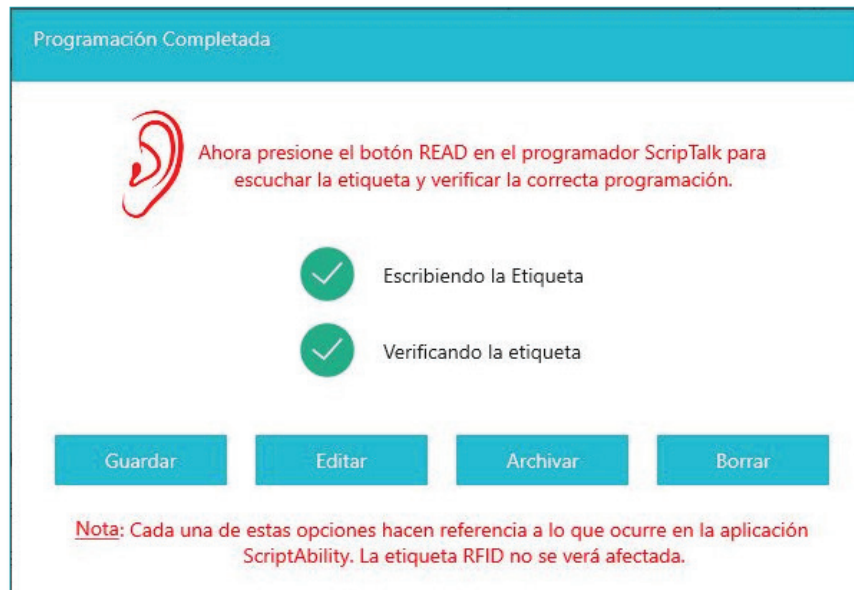 Programación Completada
Ahora presione el botón READ en el programador ScripTalk para
escuchar la etiqueta y verificar la correcta programación.
Escribiendo la Etiqueta
Verificando la etiqueta
Guardar
Editar
Archivar
Borrar
Nota: Cada una de estas opciones hacen referencia a lo que ocurre en la aplicación
ScriptAbility. La etiqueta RFID no se verá afectada.